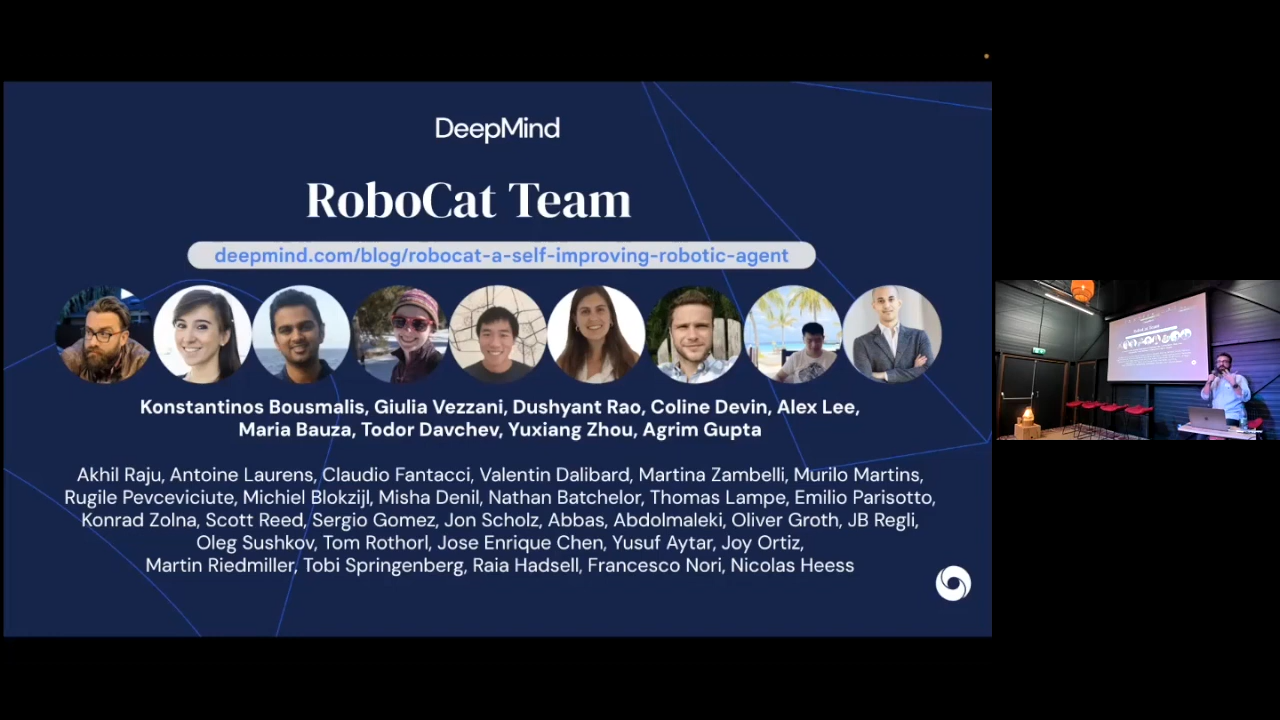 DeepMind
RoboCat Team
deepmind.com/blog/robocat-a-self-improving-robotic-agent
Konstantinos Bousmalis, Giulia Vezzani, Dushyant Rao, Coline Devin, Alex Lee,
Maria Bauza, Todor Davchev, Yuxiang Zhou, Agrim Gupta
Akhil Raju, Antoine Laurens, Claudio Fantacci, Valentin Dalibard, Martina Zambelli, Murilo Martins,
Rugile Pevceviciute, Michiel Blokzijl, Misha Denil, Nathan Batchelor, Thomas Lampe, Emilio Parisotto,
Konrad Zolna, Scott Reed, Sergio Gomez, Jon Scholz, Abbas, Abdolmaleki, Oliver Groth, JB Regli,
Oleg Sushkov, Tom Rothorl, Jose Enrique Chen, Yusuf Aytar, Joy Ortiz,
Martin Riedmiller, Tobi Springenberg, Raia Hadsell, Francesco Nori, Nicolas Heess
RoboCat Team